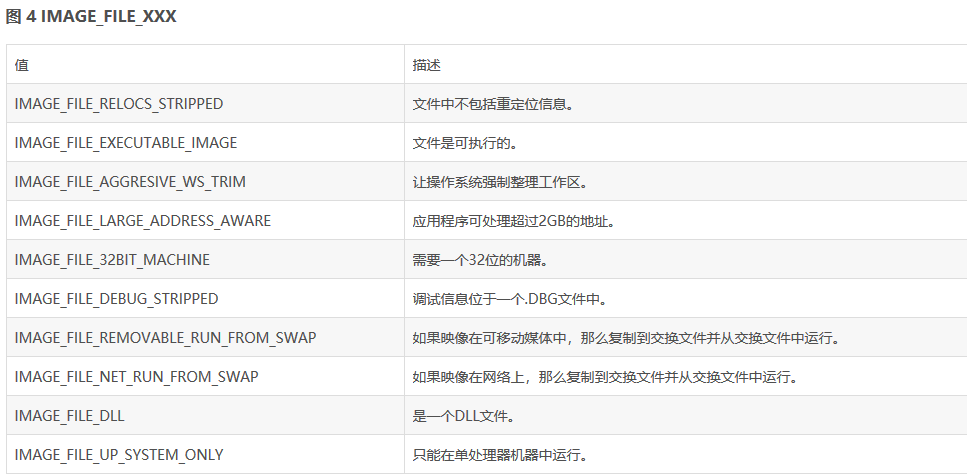 图 4 IMAGE_FILE_XXX
值 描述
IMAGE_FILE_RELOCS_STRIPPED 文件中不包括重定位信息。
IMAGE_FILE_EXECUTABLE_IMAGE 文件是可执行的。
IMAGE_FILE_AGGRESIVE_WS_TRIM 让操作系统强制整理工作区。
IMAGE_FILE_LARGE_ADDRESS_AWARE 应用程序可处理超过2GB的地址。
IMAGE_FILE_32BIT_MACHINE 需要一个32位的机器。
IMAGE_FILE_DEBUG_STRIPPED 调试信息位于一个.DBG文件中。
IMAGE_FILE_REMOVABLE_RUN_FROM_SWAP 如果映像在可移动媒体中，那么复制到交换文件并从交换文件中运行。
IMAGE_FILE_NET_RUN_FROM_SWAP 如果映像在网络上，那么复制到交换文件并从交换文件中运行。
IMAGE_FILE_DLL 是一个DLL文件。
IMAGE_FILE_UP_SYSTEM_ONLY 只能在单处理器机器中运行。